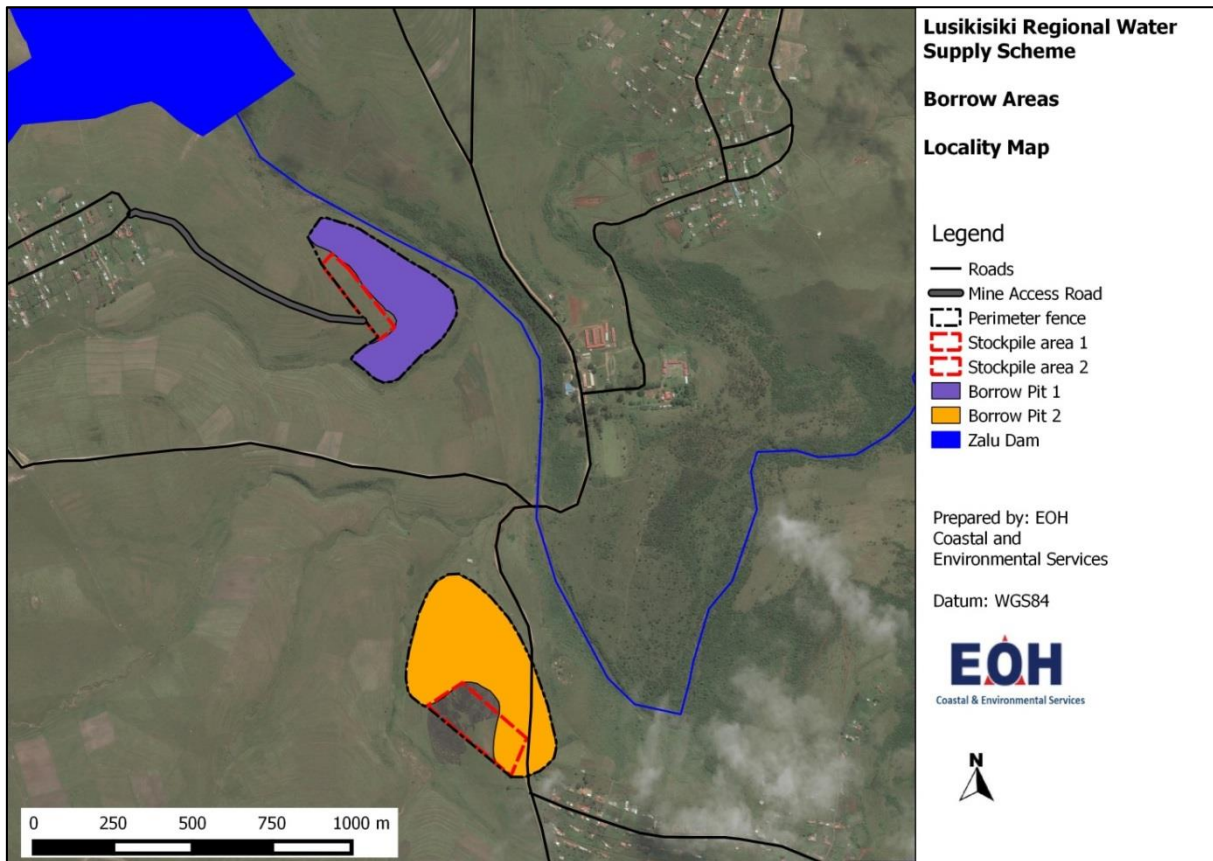 Lusikisiki Regional Water
Supply Scheme
Borrow Areas
Locality Map
Legend
Roads
Mine Access Road
Perimeter fence
Stockpile area 1
Stockpile area 2
Borrow Pit 1
Borrow Pit 2
Zalu Dam
Prepared by: EOH
Coastal and
Environmental Services
Datum: WGS84
EOH
Coastal & Environmental Services
N
0 250 500 750 1000 m